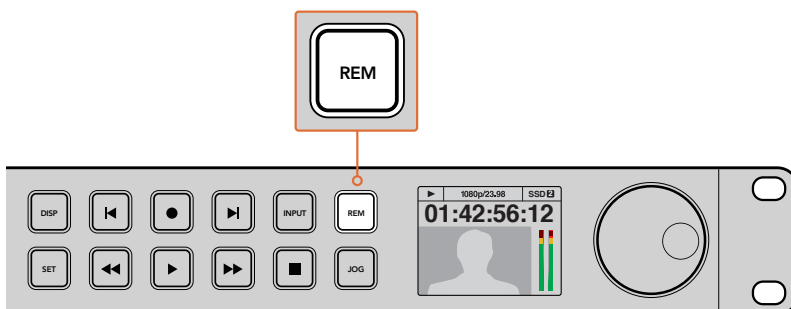 REM
DISP
INPUT
REM
1080p/23.98
SSD 2
01:42:56:12
SET
JOG